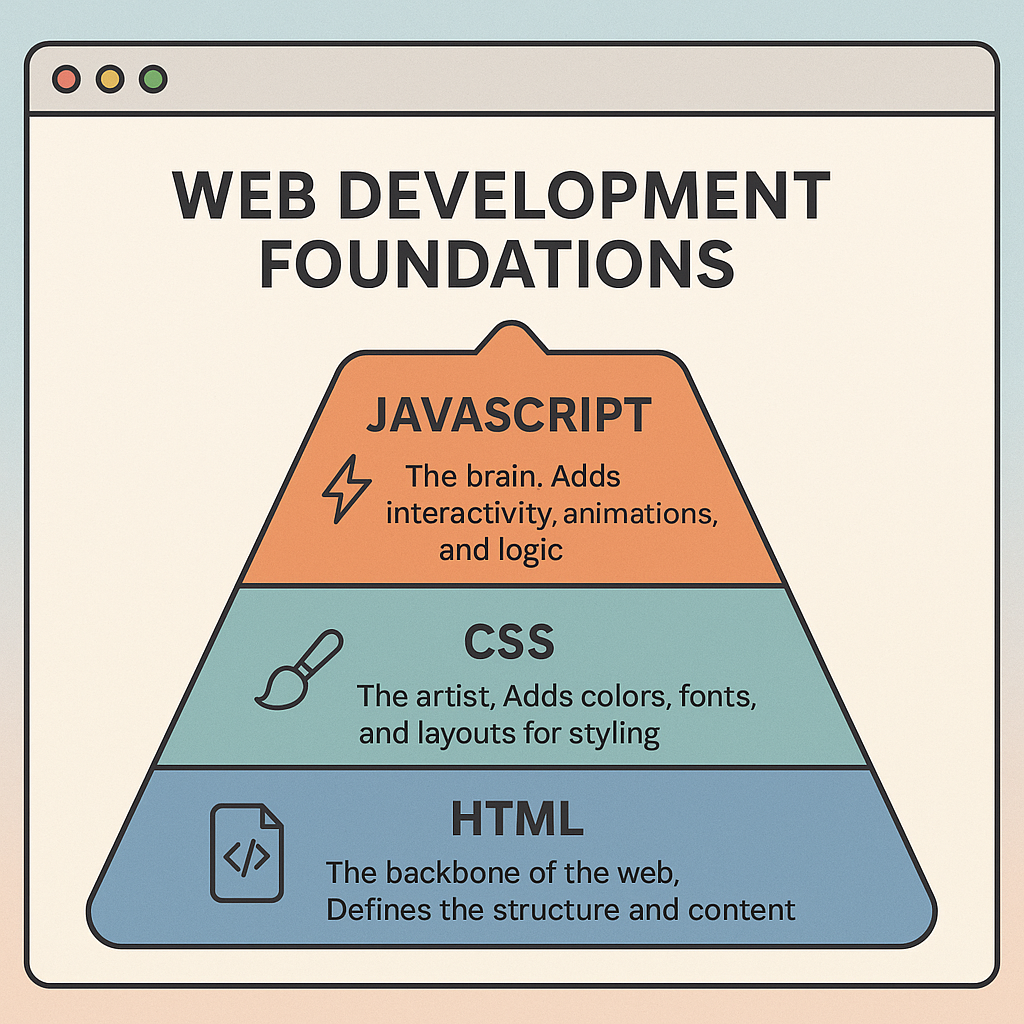 WEB DEVELOPMENT
FOUNDATIONS
JAVASCRIPT
The brain. Adds
interactivity, animations,
and logic
CSS
The artist, Adds colors, fonts,
and layouts for styling
</>
HTML
The backbone of the web,
Defines the structure and content